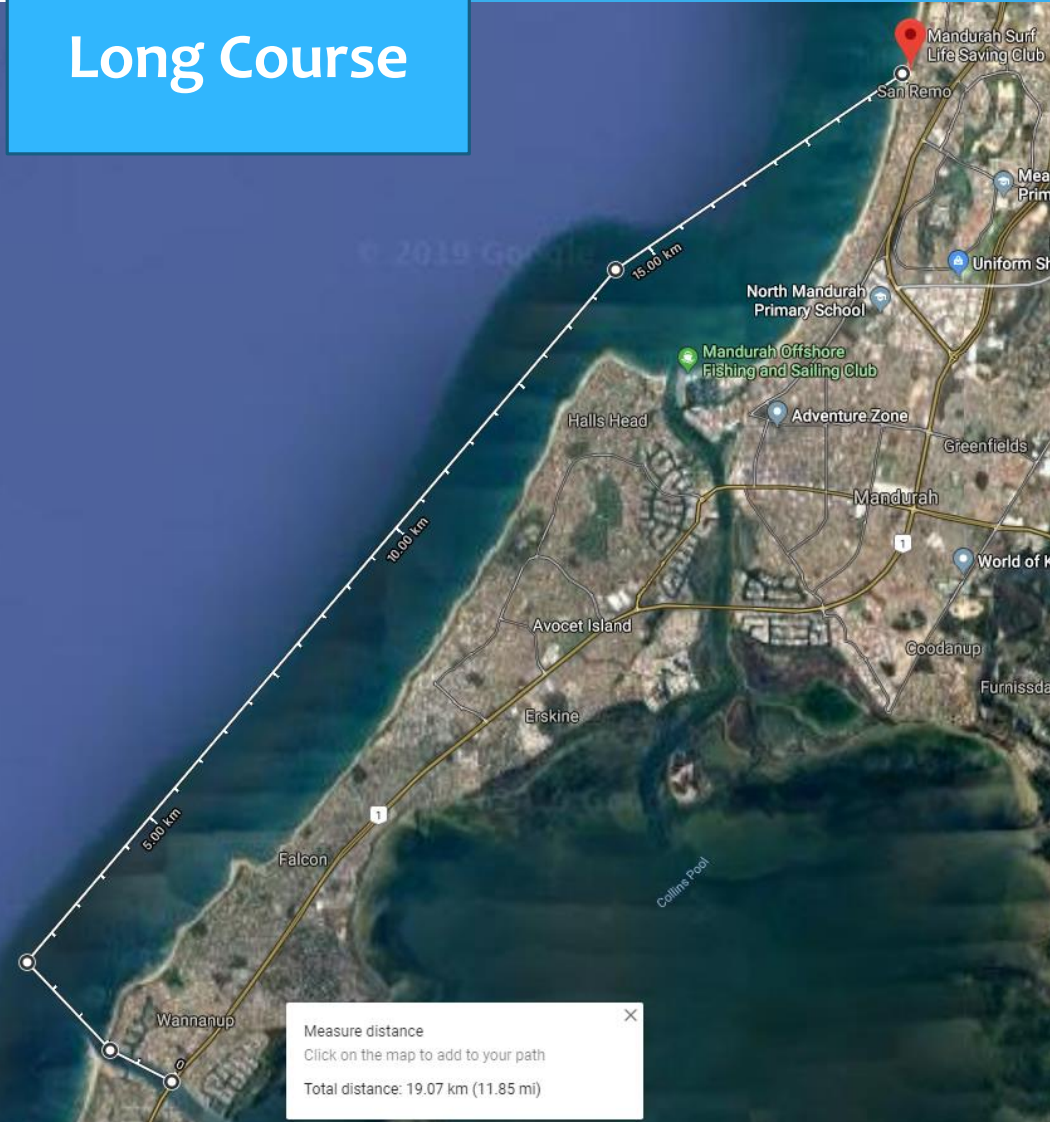 Long Course
Mandurah Surf
Life Saving Club
San Remo
Mea
Prim
© 2019 Google
15.00 km
Uniform Sh
North Mandurah
Primary School
Mandurah Offshore
Fishing and Sailing Club
Halls Head
Adventure Zone
Greenfields
Mandurah
10.00 km
1
World of K
Avocet Island
Coodanup
Furnissda
Erskine
1
5.00 km
Falcon
Collins Pool
Wannanup
0
Measure distance
Click on the map to add to your path
Total distance: 19.07 km (11.85 mi)